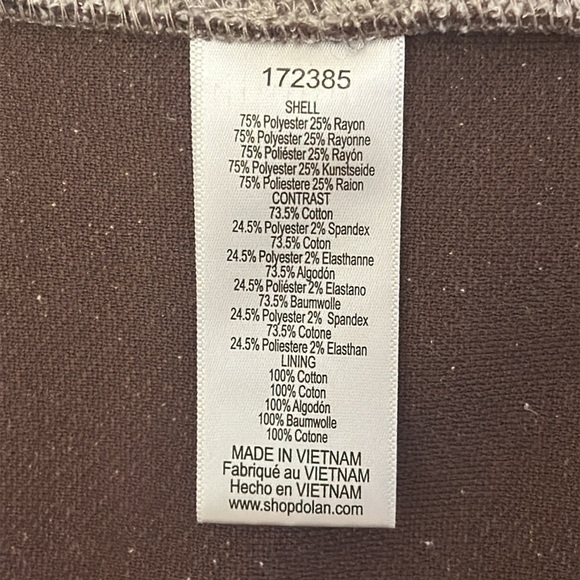 172385
SHELL
75% Polyester 25% Rayon
75% Polyester 25% Rayonne
75% Poliéster 25% Rayón
75% Polyester 25% Kunstseide
75% Poliestere 25% Raion
CONTRAST
73.5% Cotton
24.5% Polyester 2% Spandex
73.5% Coton
24.5% Polyester 2% Elasthanne
73.5% Algodón
24.5% Poliéster 2% Elastano
73.5% Baumwolle
24.5% Polyester 2% Spandex
73.5% Cotone
24.5% Poliestere 2% Elasthan
LINING
100% Cotton
100% Coton
100% Algodón
100% Baumwolle
100% Cotone
MADE IN VIETNAM
Fabriqué au VIETNAM
Hecho en VIETNAM
www.shopdolan.com